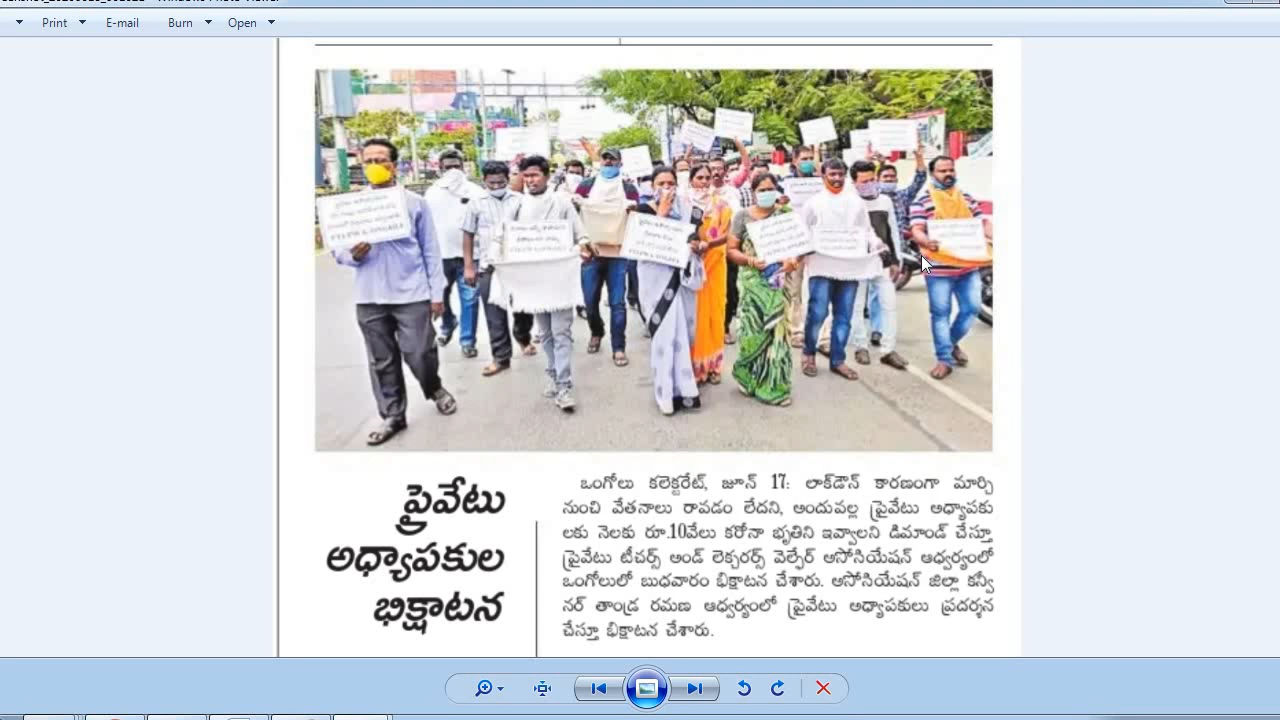 Print
E-mail
Burn
Open
ప్రైవేటు
అధ్యాపకుల
భిక్షాటన
ఒంగోలు కలెక్టరేట్, జూన్ 17: లాక్‌డౌన్ కారణంగా మార్చి
నుంచి వేతనాలు రావడం లేదని, అందువల్ల ప్రైవేటు అధ్యాపకు
లకు నెలకు రూ.10వేలు కరోనా భృతిని ఇవ్వాలని డిమాండ్ చేస్తూ
ప్రైవేటు టీచర్స్ అండ్ లెక్చరర్స్ వెల్ఫేర్ అసోసియేషన్ ఆధ్వర్యంలో
ఒంగోలులో బుధవారం భిక్షాటన చేశారు. అసోసియేషన్ జిల్లా కన్వీ
నర్ తాండ్ర రమణ ఆధ్వర్యంలో ప్రైవేటు అధ్యాపకులు ప్రదర్శన
చేస్తూ భిక్షాటన చేశారు.